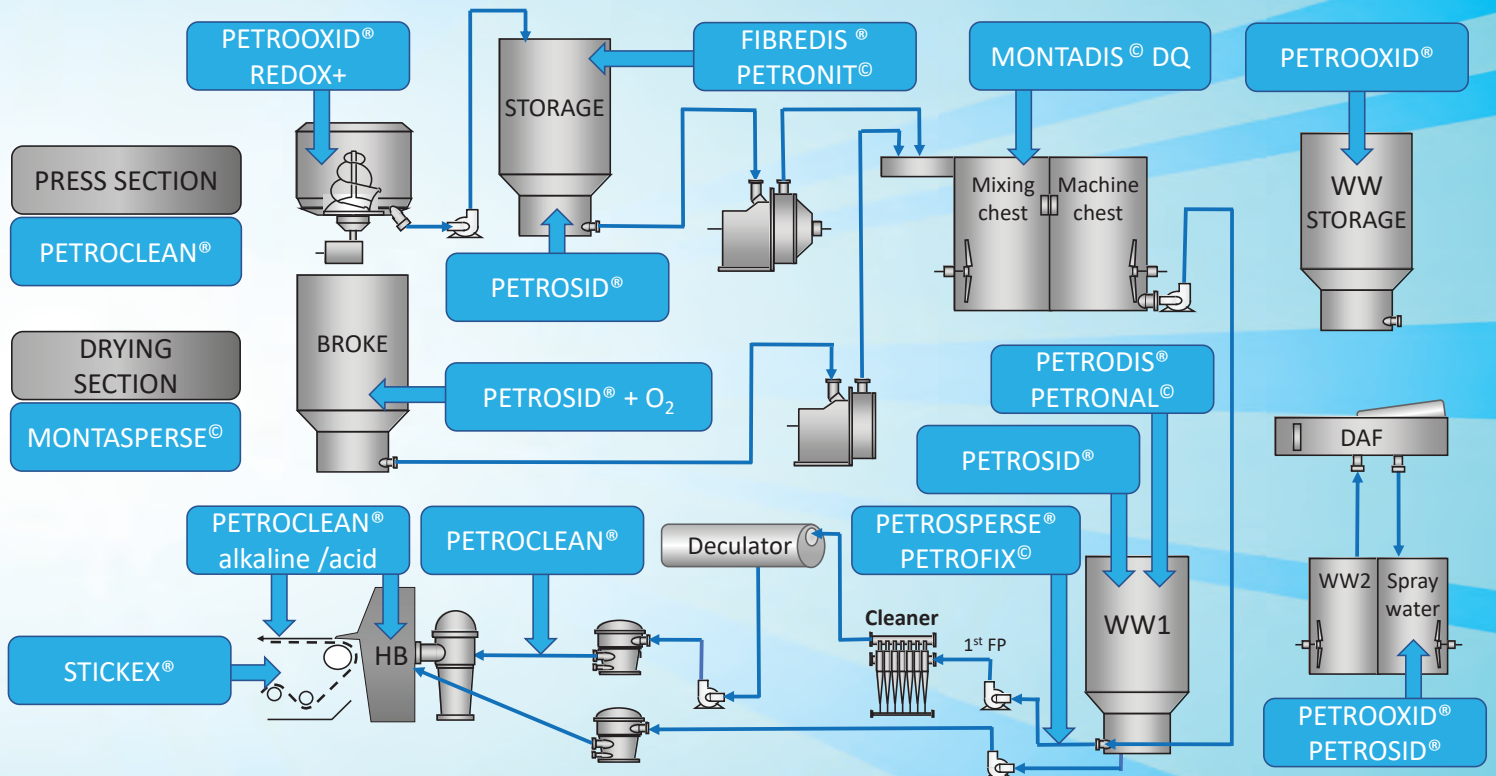 PETROOXID®
REDOX+
STORAGE
FIBREDIS ®
PETRONIT©
MONTADIS © DQ
PETROOXID®
PRESS SECTION
PETROCLEAN®
PETROSID®
Mixing
chest
Machine
chest
WW
STORAGE
DRYING
SECTION
MONTASPERSE©
BROKE
PETROSID® + O₂
PETRODIS®
PETRONAL©
PETROSID®
DAF
PETROCLEAN®
alkaline /acid
PETROCLEAN®
Deculator
PETROSPERSE®
PETROFIX©
WW2
Spray
water
Cleaner
1st FP
WW1
HB
STICKEX®
PETROOXID®
PETROSID®